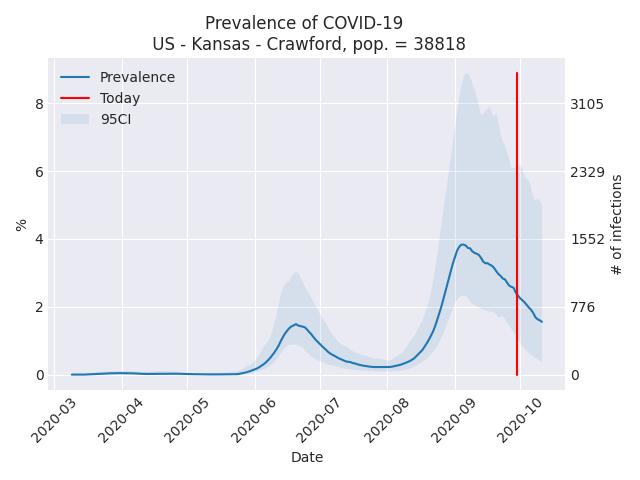 Prevalence of COVID-19
US - Kansas - Crawford, pop. = 38818
Prevalence
Today
95CI
8
6
4
2
0
%
3105
2329
1552
776
0
# of infections
2020-03
2020-04
2020-05
2020-06
2020-07
2020-08
2020-09
2020-10
Date